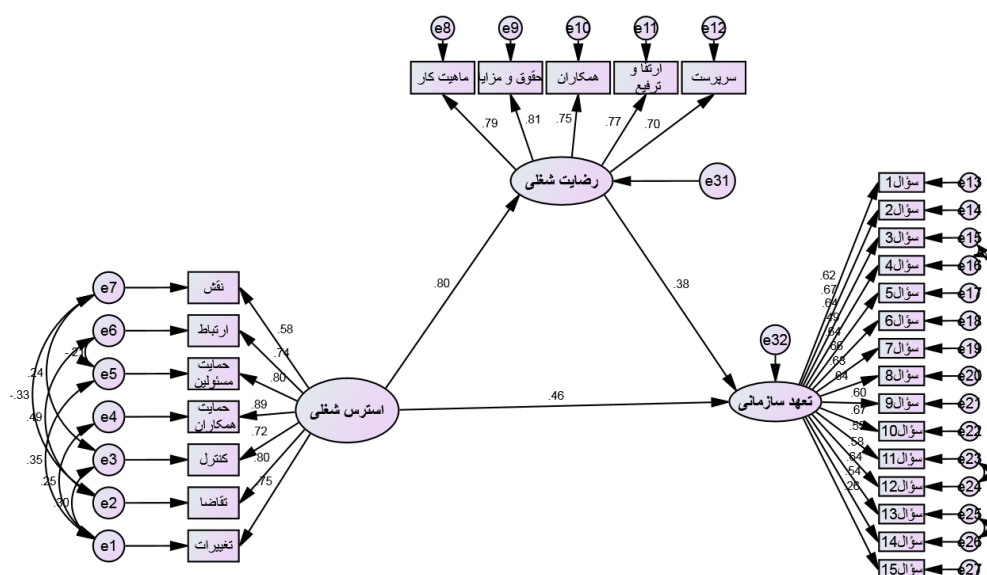 e8
e9
e10
e11
e12
ماهیت کار
حقوق و مزایا
همکاران
ارتقا و
ترفیع
سرپرست
.79
.81
.75
.77
.70
رضایت شغلی
e31
.80
.38
.46
استرس شغلی
تعهد سازمانی
e32
e7
نقش
.58
e6
ارتباط
.74
e5
حمایت
مسئولین
.80
e4
حمایت
همکاران
.89
e3
کنترل
.72
e2
تقاضا
.80
e1
تغییرات
.75
.24
-.33
.49
.35
.25
.30
سؤال1
e13
سؤال2
e14
سؤال3
e15
سؤال4
e16
سؤال5
e17
سؤال6
e18
سؤال7
e19
سؤال8
e20
سؤال9
e21
سؤال10
e22
سؤال11
e23
سؤال12
e24
سؤال13
e25
سؤال14
e26
سؤال15
e27
.62
.67
.64
.49
.64
.66
.63
.64
.60
.67
.58
.64
.54
.26